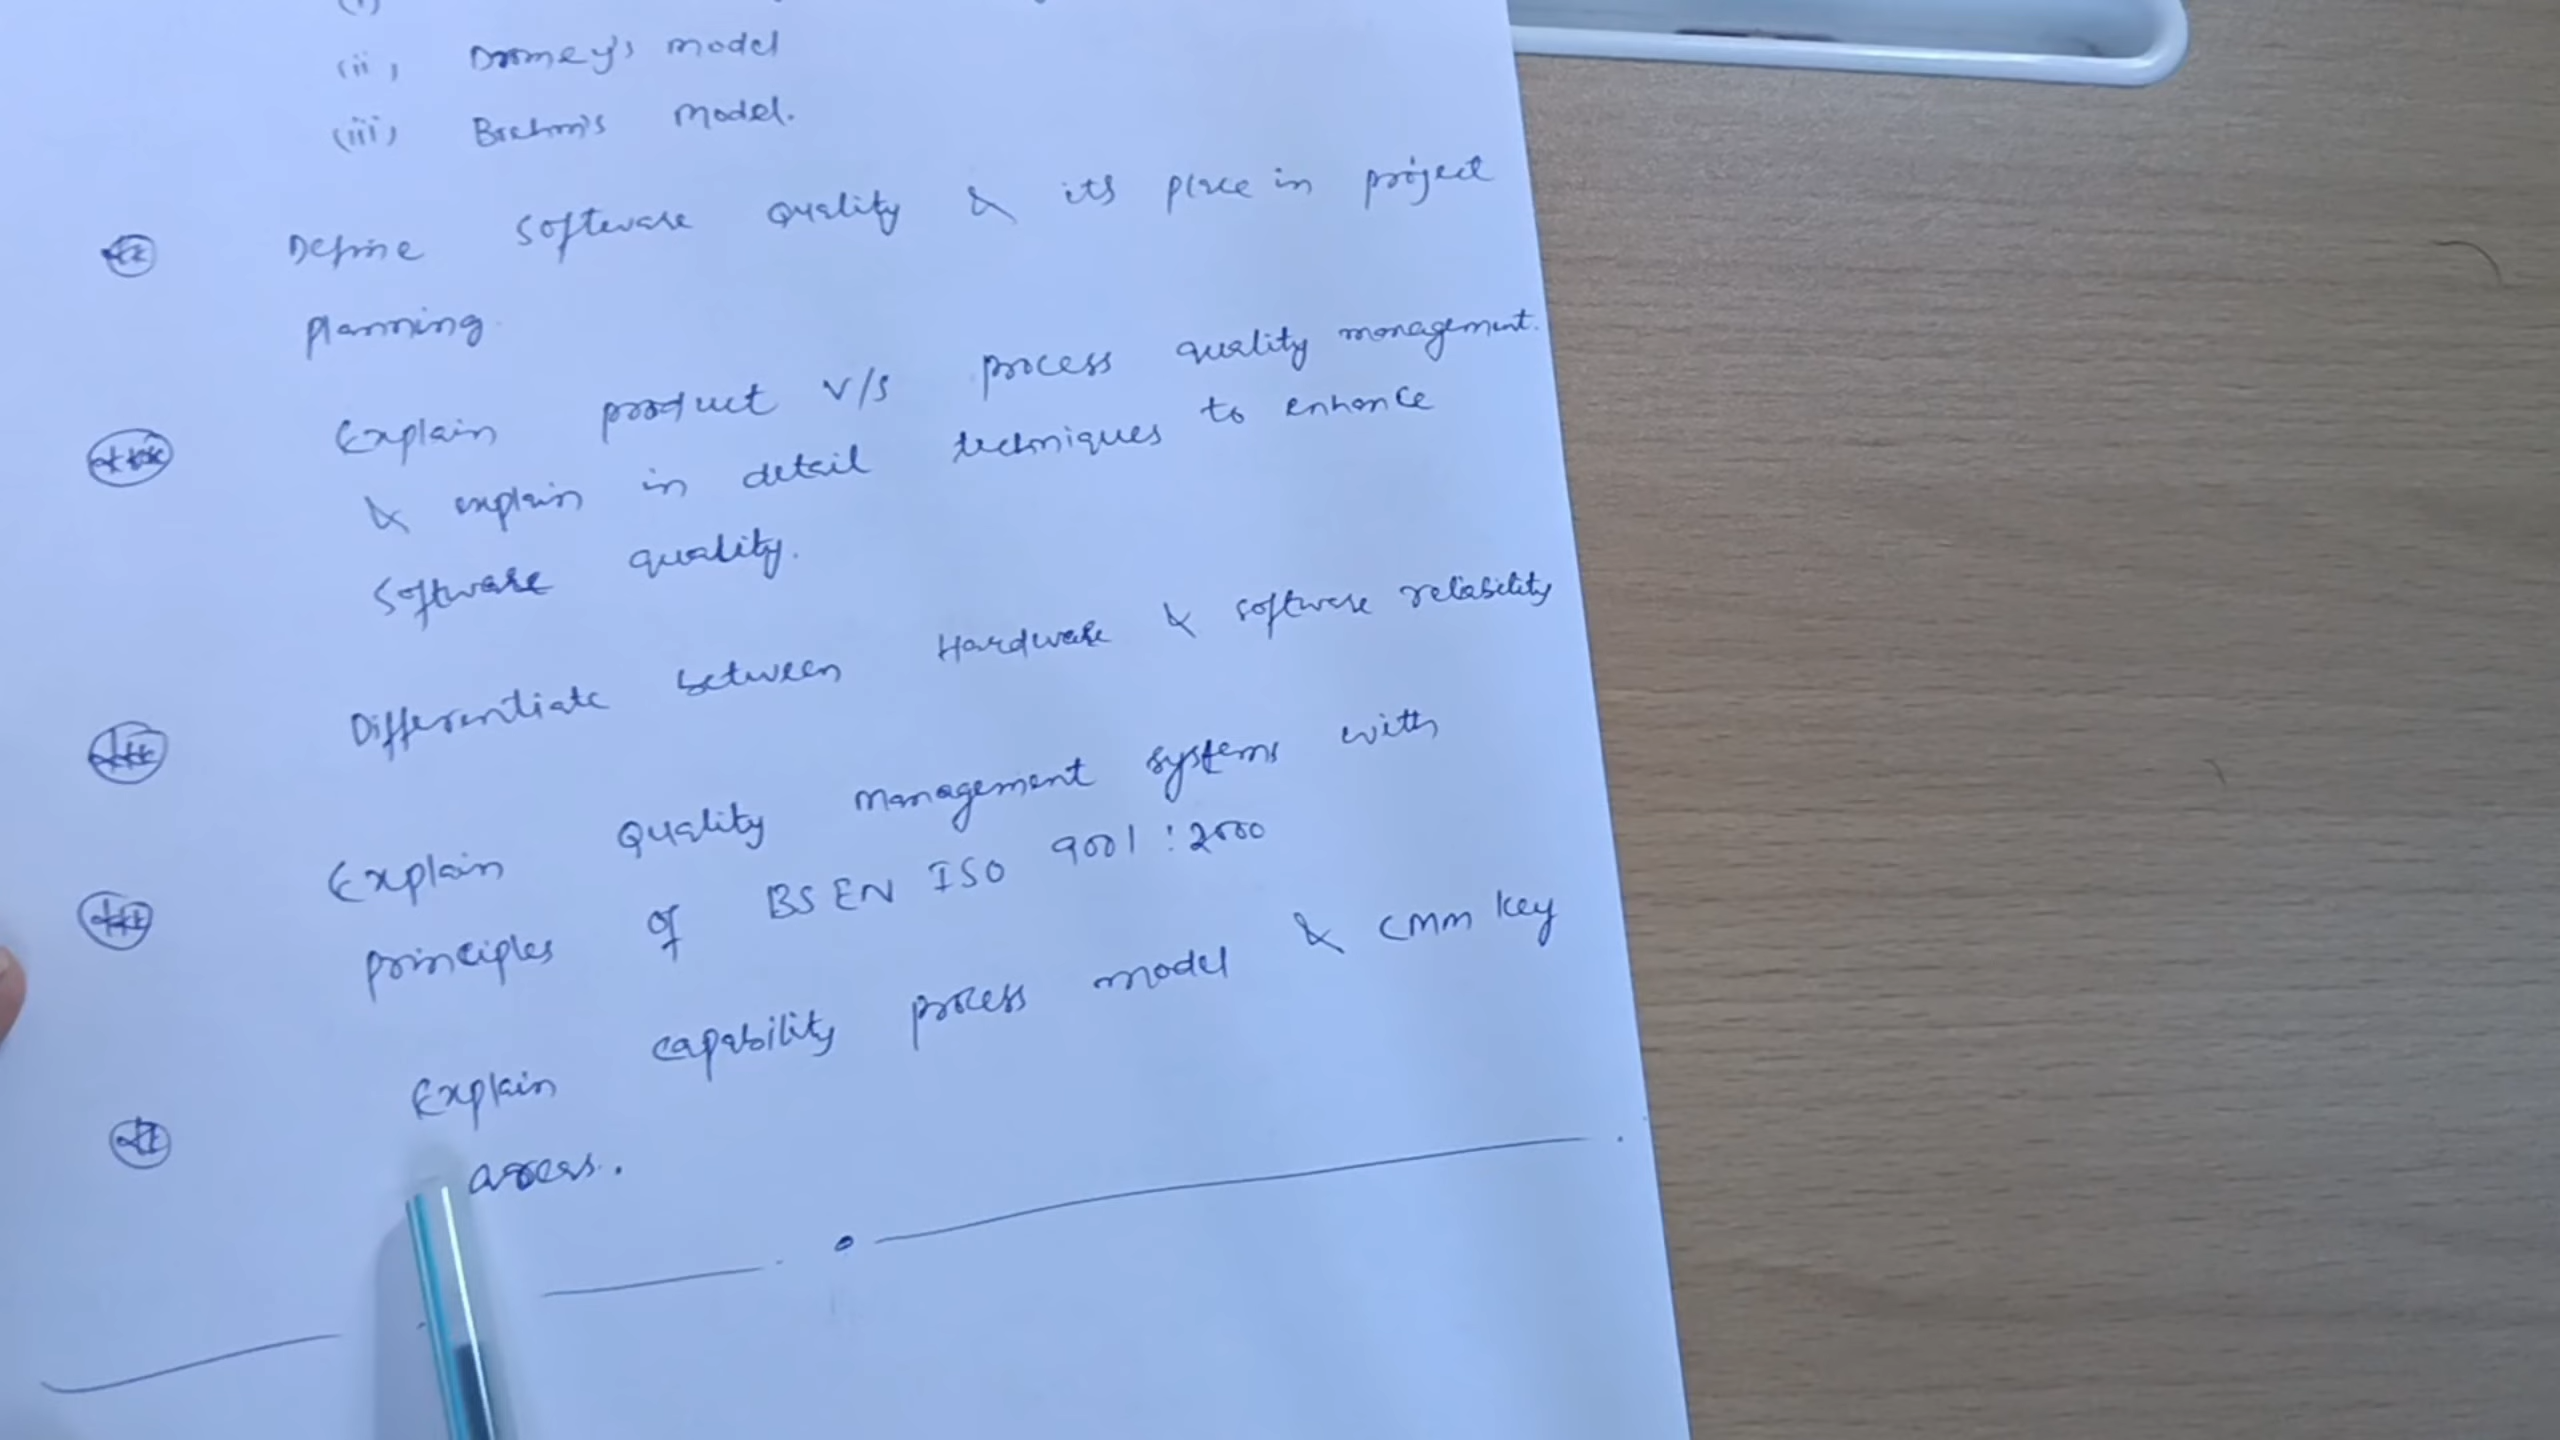 (i)
(ii) Dromey's model
(iii) Boehm's Model.
** Define software quality & its place in project
planning.
**** Explain product v/s process quality management.
& explain in detail techniques to enhance
software quality.
*** Differentiate between Hardware & software reliability
*** Explain Quality management systems with
principles of BS EN ISO 9001:2000
** Explain capability process model & CMM key
areas.